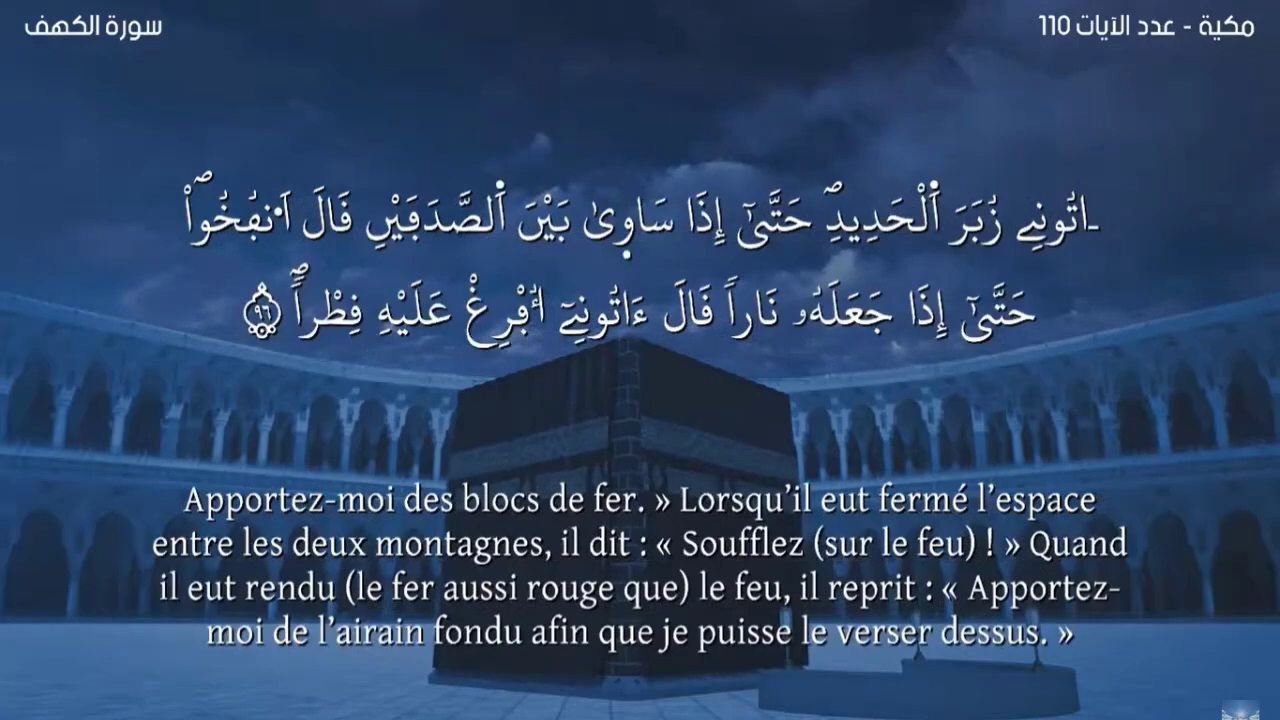 سورة الكهف
مكية - عدد الآيات 110
ـاتُونِے زُبَرَ اَ۬لْحَدِيدِۖ حَتَّىٰٓ إِذَا سَاو۪ىٰ بَيْنَ اَ۬لصَّدَفَيْنِ قَالَ اَ۟نفُخُواْۖ
حَتَّىٰٓ إِذَا جَعَلَهُۥ نَاراٗ قَالَ ءَاتُونِےٓ أُفْرِغْ عَلَيْهِ قِطْراٗۖ ٩٦
Apportez-moi des blocs de fer. » Lorsqu’il eut fermé l’espace
entre les deux montagnes, il dit : « Soufflez (sur le feu) ! » Quand
il eut rendu (le fer aussi rouge que) le feu, il reprit : « Apportez-
moi de l’airain fondu afin que je puisse le verser dessus. »